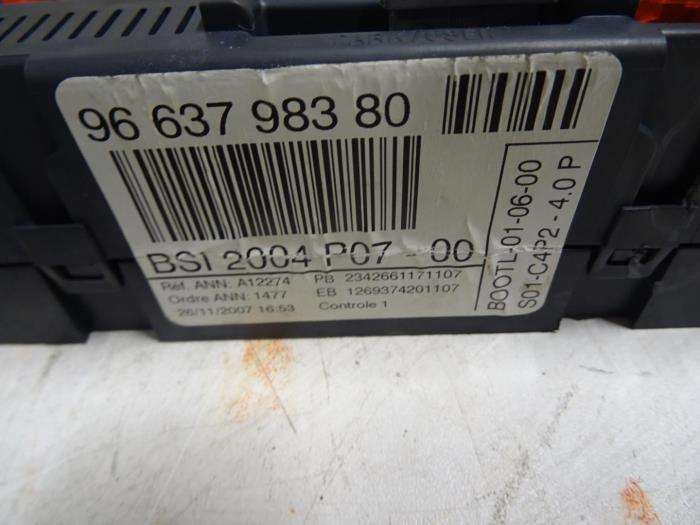 96 637 983 80
BSI 2004 P07 - 00
Réf. ANN: A12274 PB 2342661171107
Ordre ANN: 1477 EB 1269374201107
26/11/2007 16:53 Controle 1
BOOTL-01-06-00
S01-C4P2 - 4.0 P